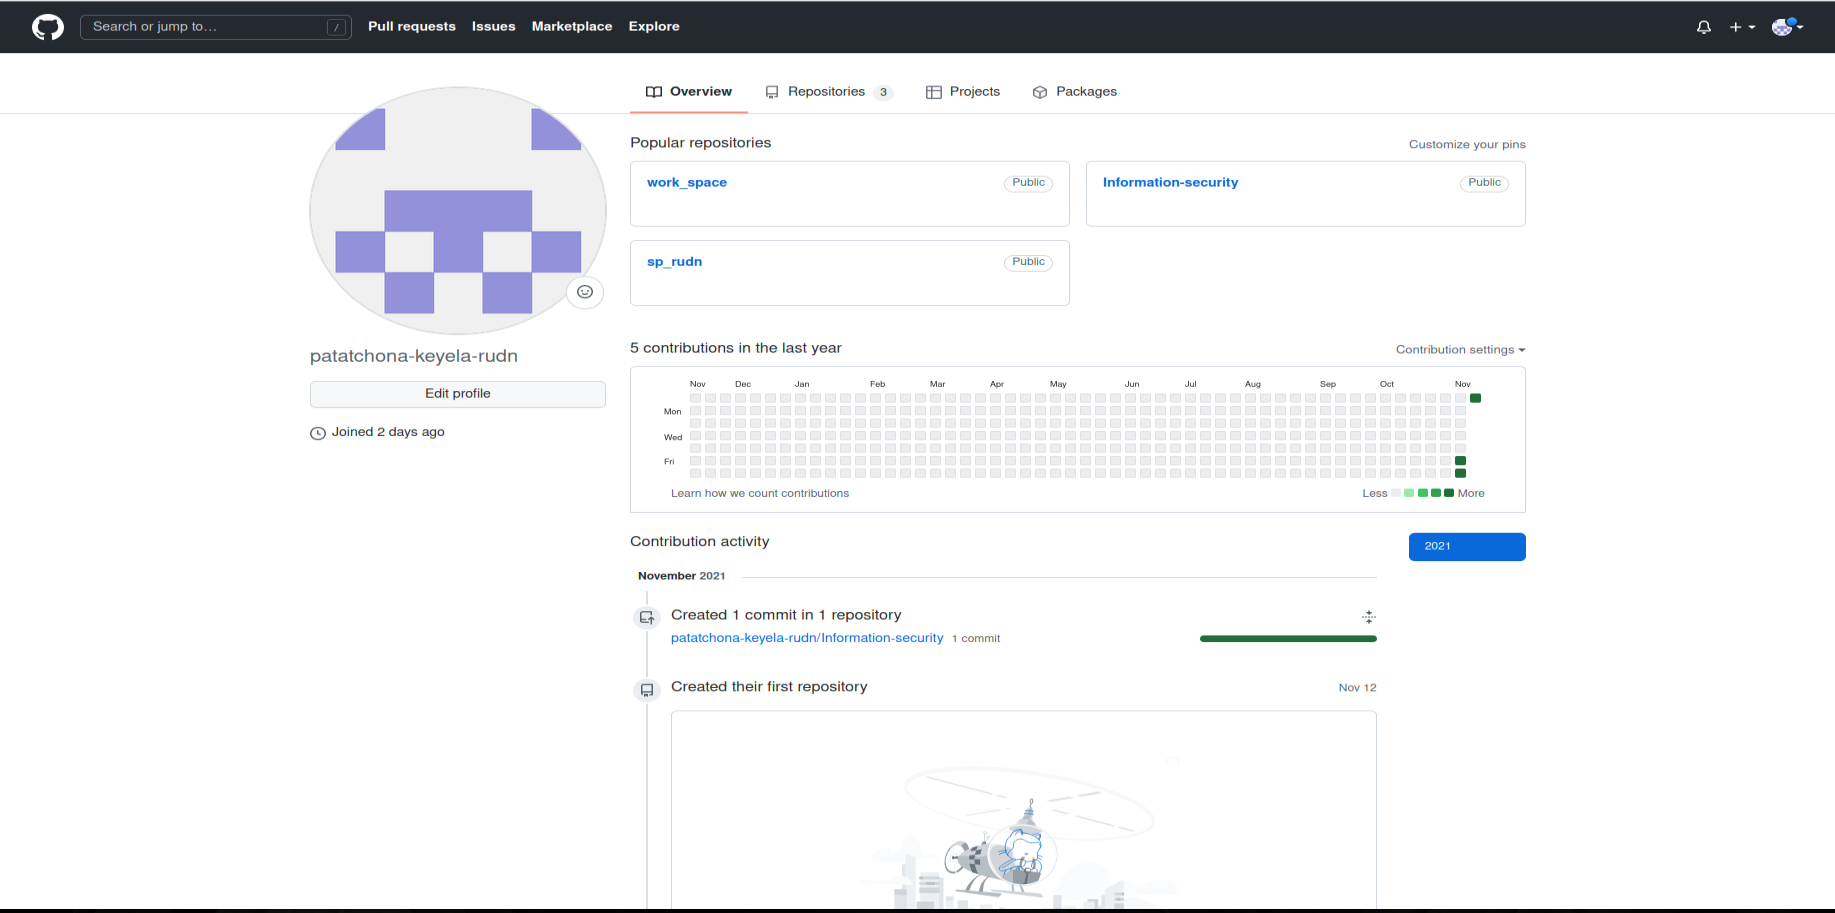 Search or jump to… /
Pull requests Issues Marketplace Explore
Overview Repositories 3 Projects Packages
patatchona-keyela-rudn
Edit profile
Joined 2 days ago
Popular repositories Customize your pins
work_space Public
Information-security Public
sp_rudn Public
5 contributions in the last year Contribution settings
Nov Dec Jan Feb Mar Apr May Jun Jul Aug Sep Oct Nov
Mon
Wed
Fri
Learn how we count contributions Less More
Contribution activity 2021
November 2021
Created 1 commit in 1 repository
patatchona-keyela-rudn/Information-security 1 commit
Created their first repository Nov 12